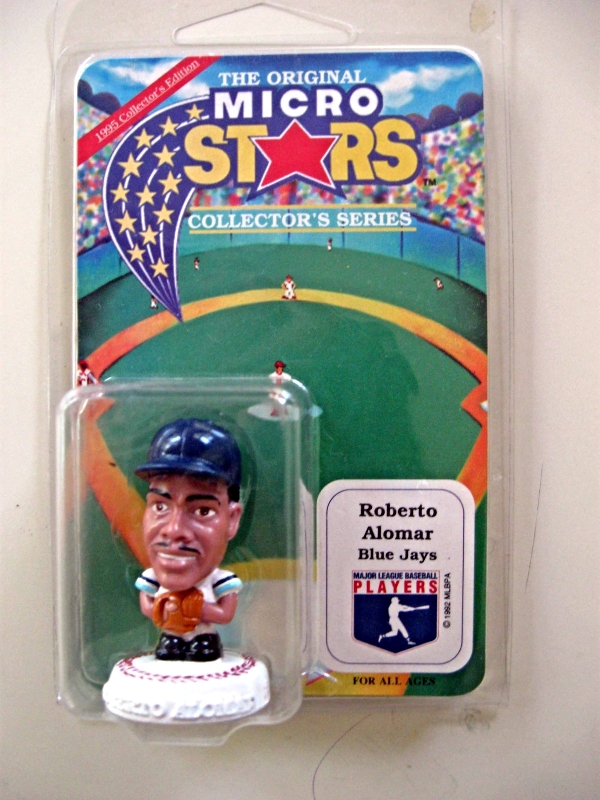 1995 Collector's Edition
THE ORIGINAL
MICRO
STARS
TM
COLLECTOR'S SERIES
Roberto
Alomar
Blue Jays
MAJOR LEAGUE BASEBALL
PLAYERS
© 1992 MLBPA
FOR ALL AGES
ALOMAR